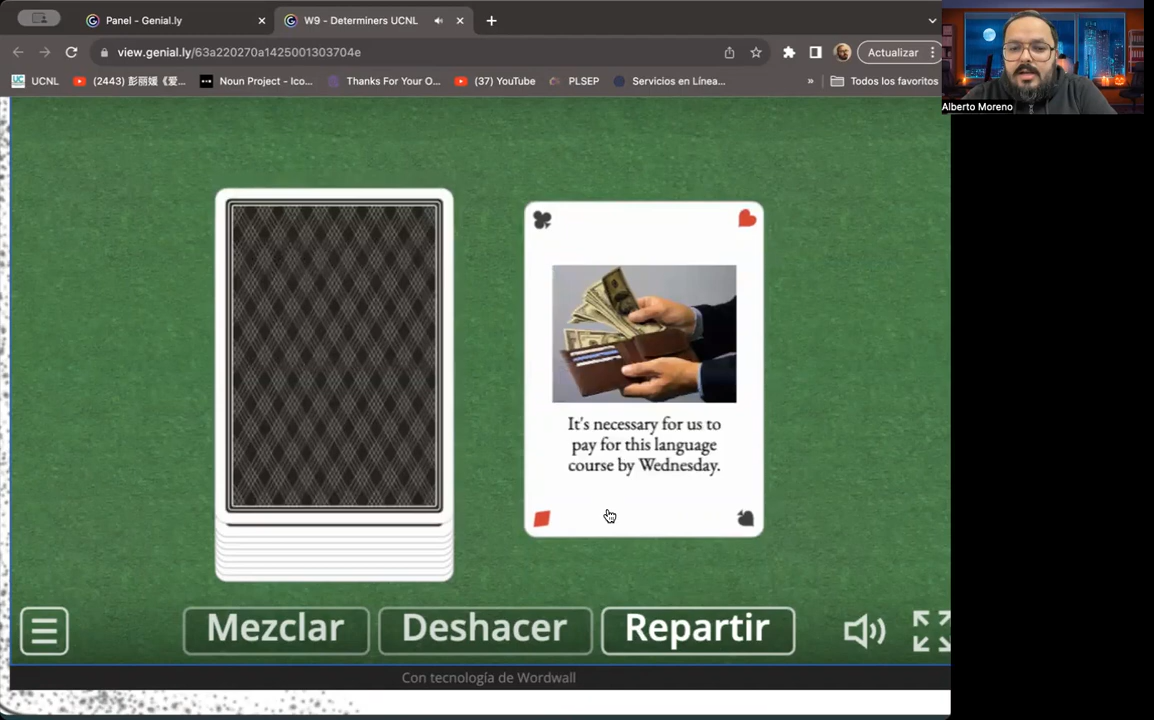 Panel - Genial.ly
W9 - Determiners UCNL
view.genial.ly/63a220270a1425001303704e
Actualizar
UCNL
(2443) 彭丽媛《爱...
Noun Project - Ico...
Thanks For Your O...
(37) YouTube
PLSEP
Servicios en Línea...
»
Todos los favoritos
Alberto Moreno
It's necessary for us to
pay for this language
course by Wednesday.
Mezclar
Deshacer
Repartir
Con tecnología de Wordwall